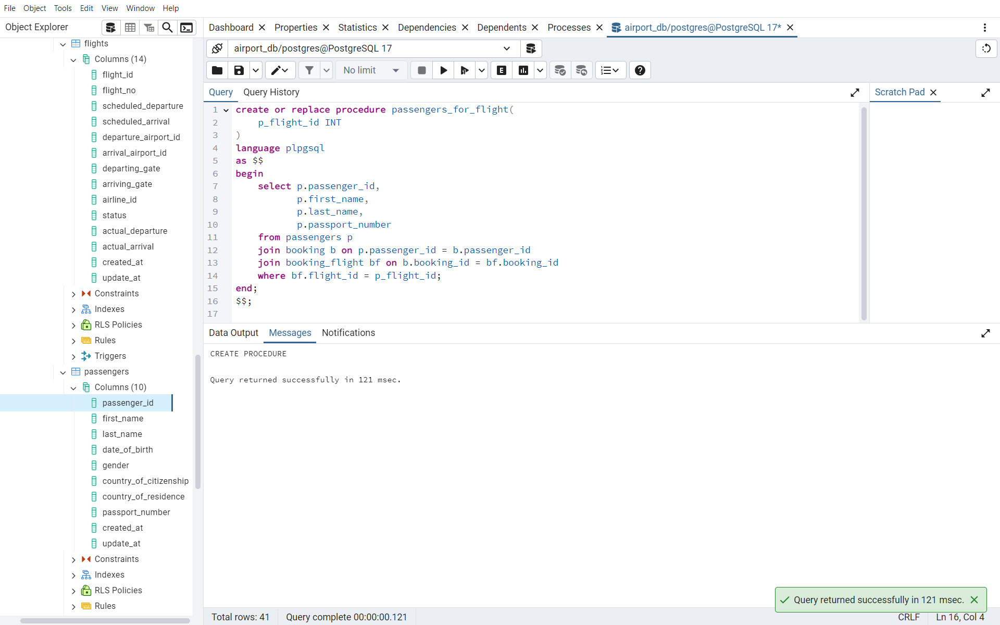 File Object Tools Edit View Window Help
Object Explorer
Dashboard Properties Statistics Dependencies Dependents Processes airport_db/postgres@PostgreSQL 17*
airport_db/postgres@PostgreSQL 17
No limit
E
Query Query History
Scratch Pad
flights
Columns (14)
flight_id
flight_no
scheduled_departure
scheduled_arrival
departure_airport_id
arrival_airport_id
departing_gate
arriving_gate
airline_id
status
actual_departure
actual_arrival
created_at
update_at
Constraints
Indexes
RLS Policies
Rules
Triggers
passengers
Columns (10)
passenger_id
first_name
last_name
date_of_birth
gender
country_of_citizenship
country_of_residence
passport_number
created_at
update_at
Constraints
Indexes
RLS Policies
Rules
1 create or replace procedure passengers_for_flight(
2 p_flight_id INT
3 )
4 language plpgsql
5 as $$
6 begin
7 select p.passenger_id,
8 p.first_name,
9 p.last_name,
10 p.passport_number
11 from passengers p
12 join booking b on p.passenger_id = b.passenger_id
13 join booking_flight bf on b.booking_id = bf.booking_id
14 where bf.flight_id = p_flight_id;
15 end;
16 $$;
17
Data Output Messages Notifications
CREATE PROCEDURE
Query returned successfully in 121 msec.
Query returned successfully in 121 msec.
Total rows: 41 Query complete 00:00:00.121 CRLF Ln 16, Col 4